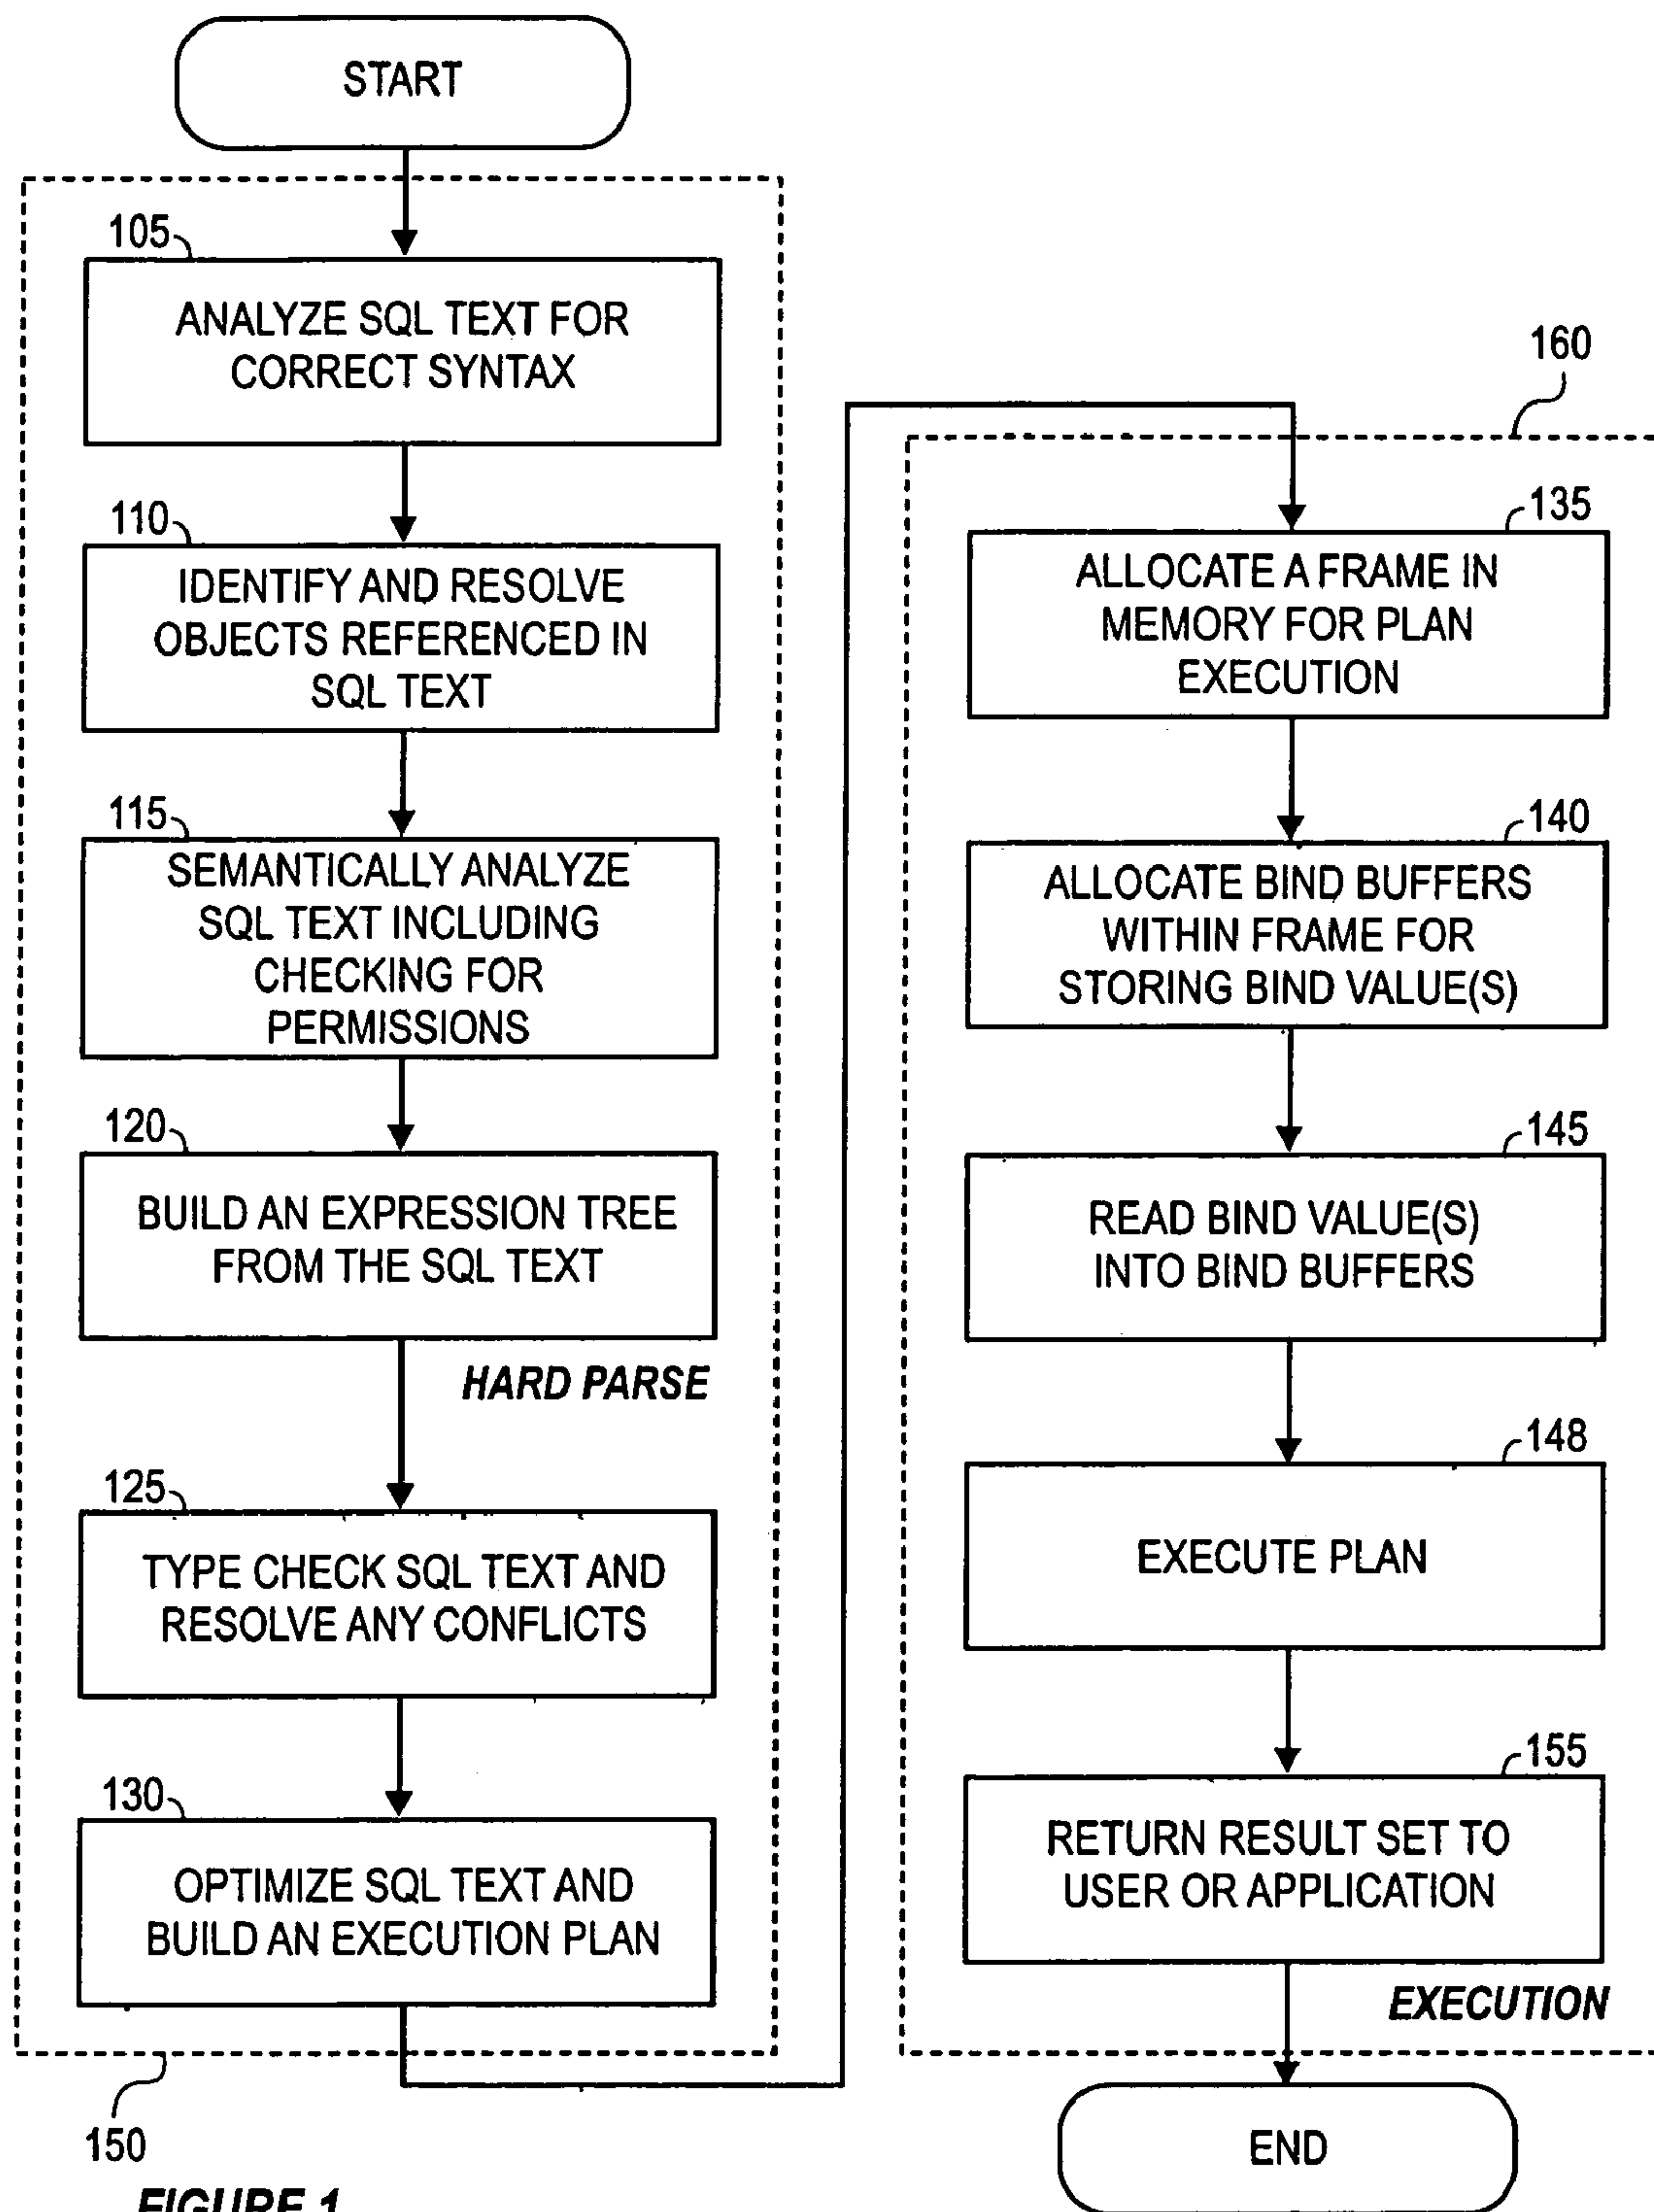 START
105
ANALYZE SQL TEXT FOR
CORRECT SYNTAX
110
IDENTIFY AND RESOLVE
OBJECTS REFERENCED IN
SQL TEXT
115
SEMANTICALLY ANALYZE
SQL TEXT INCLUDING
CHECKING FOR
PERMISSIONS
120
BUILD AN EXPRESSION TREE
FROM THE SQL TEXT
HARD PARSE
125
TYPE CHECK SQL TEXT AND
RESOLVE ANY CONFLICTS
130
OPTIMIZE SQL TEXT AND
BUILD AN EXECUTION PLAN
150
160
135
ALLOCATE A FRAME IN
MEMORY FOR PLAN
EXECUTION
140
ALLOCATE BIND BUFFERS
WITHIN FRAME FOR
STORING BIND VALUE(S)
145
READ BIND VALUE(S)
INTO BIND BUFFERS
148
EXECUTE PLAN
155
RETURN RESULT SET TO
USER OR APPLICATION
EXECUTION
END
FIGURE 1